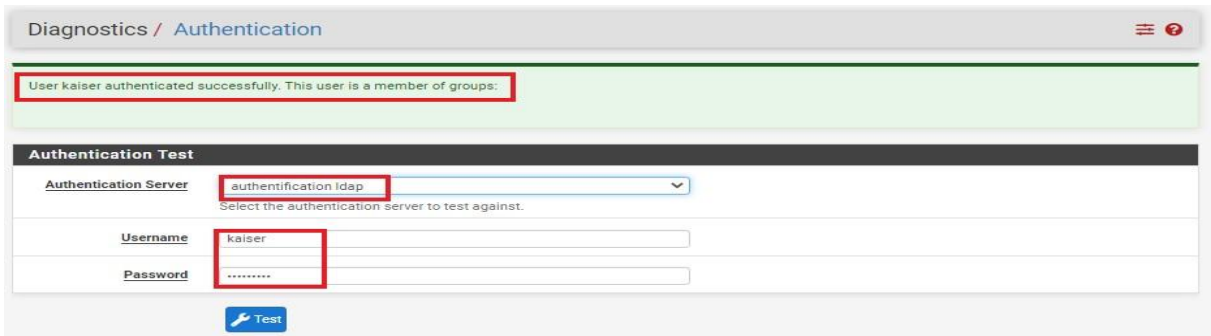 Diagnostics / Authentication
User kaiser authenticated successfully. This user is a member of groups:
Authentication Test
Authentication Server
authentification ldap
Select the authentication server to test against.
Username
kaiser
Password
•••••••••
Test